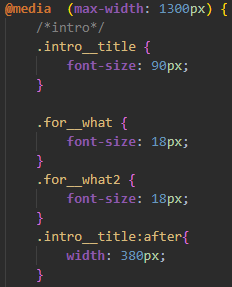 @media  (max-width: 1300px) {
/*intro*/
.intro__title {
font-size: 90px;
}
.for__what {
font-size: 18px;
}
.for__what2 {
font-size: 18px;
}
.intro__title:after{
width: 380px;
}